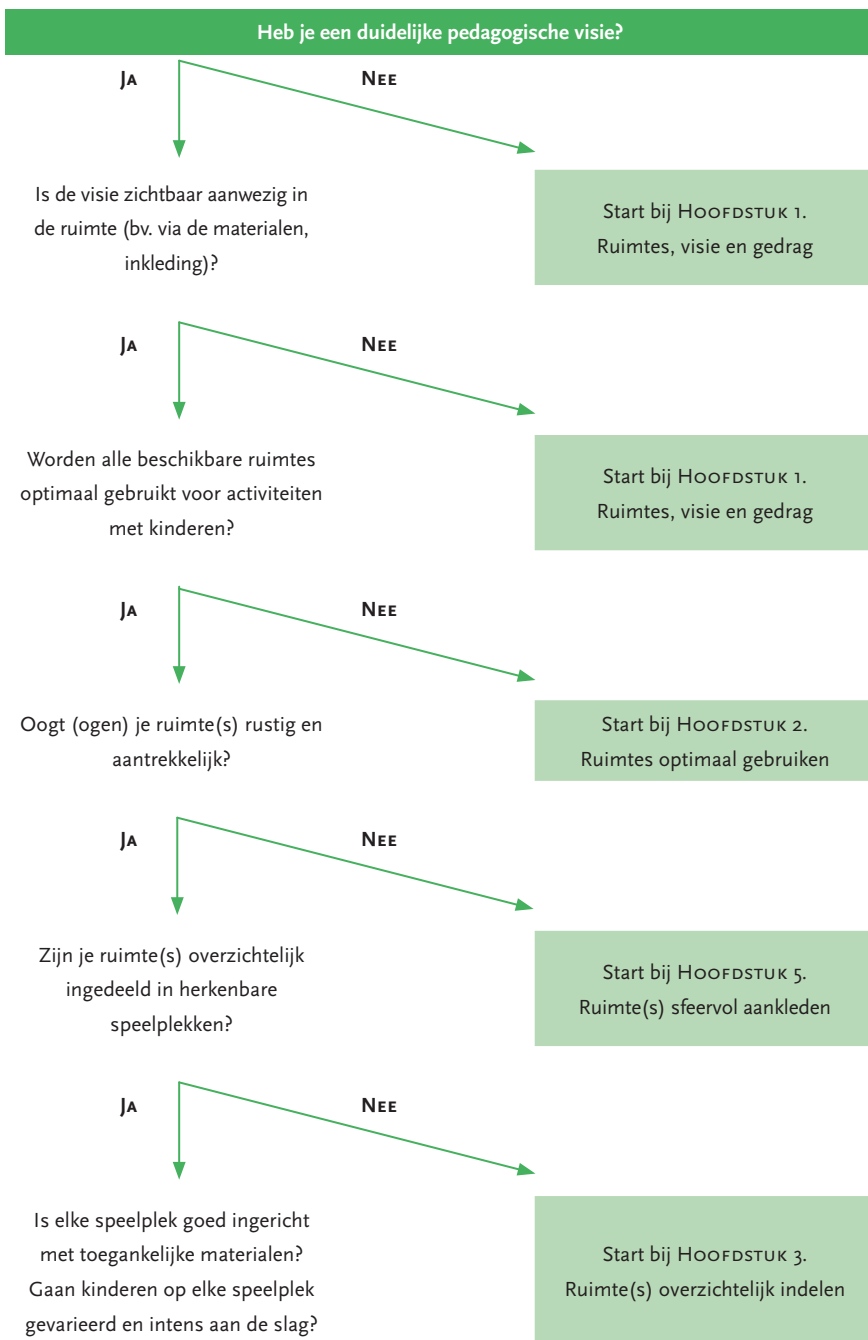 Heb je een duidelijke pedagogische visie?
Ja Nee
Is de visie zichtbaar aanwezig in
de ruimte (bv. via de materialen,
inkleding)?
Start bij Hoofdstuk 1.
Ruimtes, visie en gedrag
Ja Nee
Worden alle beschikbare ruimtes
optimaal gebruikt voor activiteiten
met kinderen?
Start bij Hoofdstuk 1.
Ruimtes, visie en gedrag
Ja Nee
Oogt (ogen) je ruimte(s) rustig en
aantrekkelijk?
Start bij Hoofdstuk 2.
Ruimtes optimaal gebruiken
Ja Nee
Zijn je ruimte(s) overzichtelijk
ingedeeld in herkenbare
speelplekken?
Start bij Hoofdstuk 5.
Ruimte(s) sfeervol aankleden
Ja Nee
Is elke speelplek goed ingericht
met toegankelijke materialen?
Gaan kinderen op elke speelplek
gevarieerd en intens aan de slag?
Start bij Hoofdstuk 3.
Ruimte(s) overzichtelijk indelen